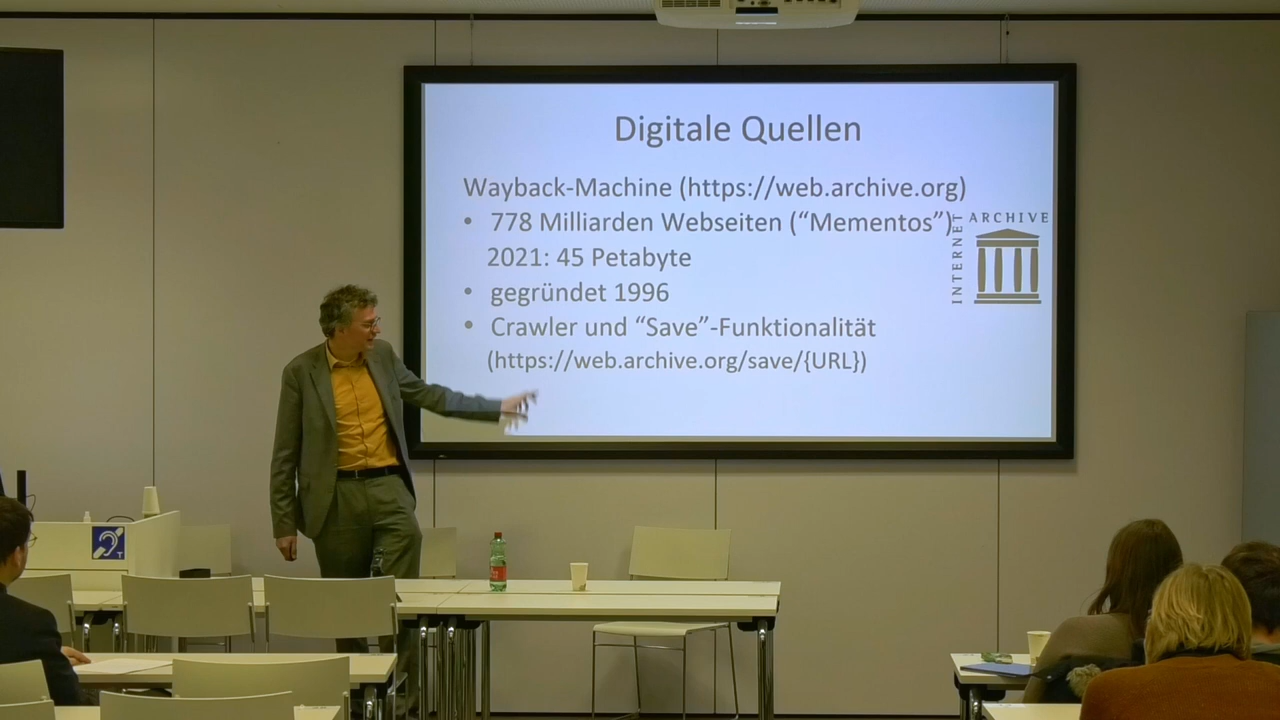 Digitale Quellen
Wayback-Machine (https://web.archive.org)
• 778 Milliarden Webseiten (“Mementos”)
2021: 45 Petabyte
• gegründet 1996
• Crawler und “Save”-Funktionalität
(https://web.archive.org/save/{URL})
INTERNET
ARCHIVE
T